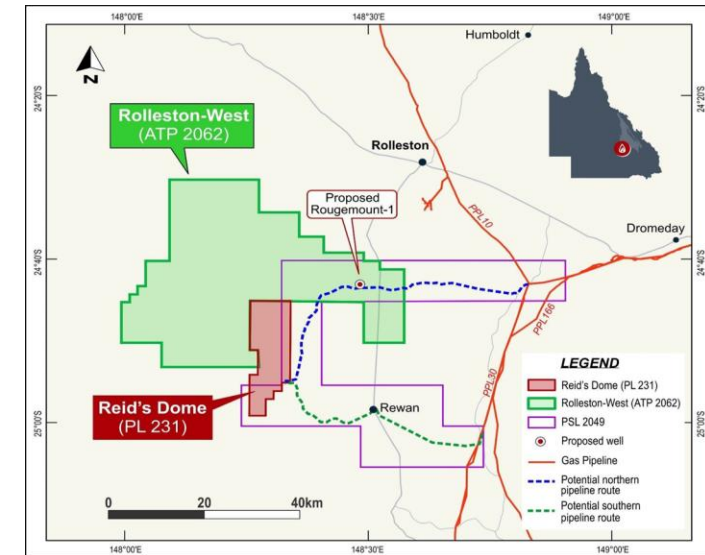 148°00'E
148°30'E
149°00'E
Humboldt
N
24°20'S
24°20'S
Rolleston-West
(ATP 2062)
Rolleston
Proposed
Rougemount-1
PPL10
Dromeday
24°40'S
24°40'S
PPL166
PPL30
Reid's Dome
(PL 231)
Rewan
25°00'S
25°00'S
LEGEND
Reid's Dome (PL 231)
Rolleston-West (ATP 2062)
PSL 2049
Proposed well
Gas Pipeline
Potential northern
pipeline route
Potential southern
pipeline route
0
20
40km
148°00'E
148°30'E
149°00'E